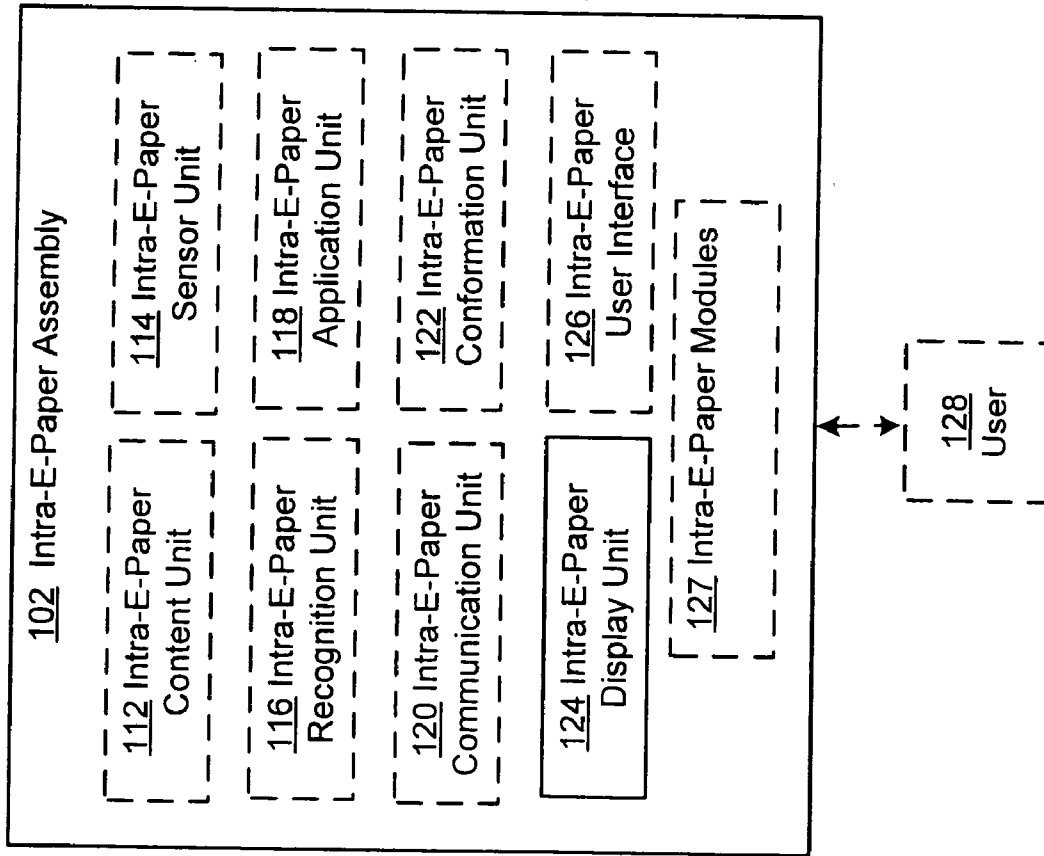 102 Intra-E-Paper Assembly
112 Intra-E-Paper
Content Unit
114 Intra-E-Paper
Sensor Unit
116 Intra-E-Paper
Recognition Unit
118 Intra-E-Paper
Application Unit
120 Intra-E-Paper
Communication Unit
122 Intra-E-Paper
Conformation Unit
124 Intra-E-Paper
Display Unit
126 Intra-E-Paper
User Interface
127 Intra-E-Paper Modules
128
User